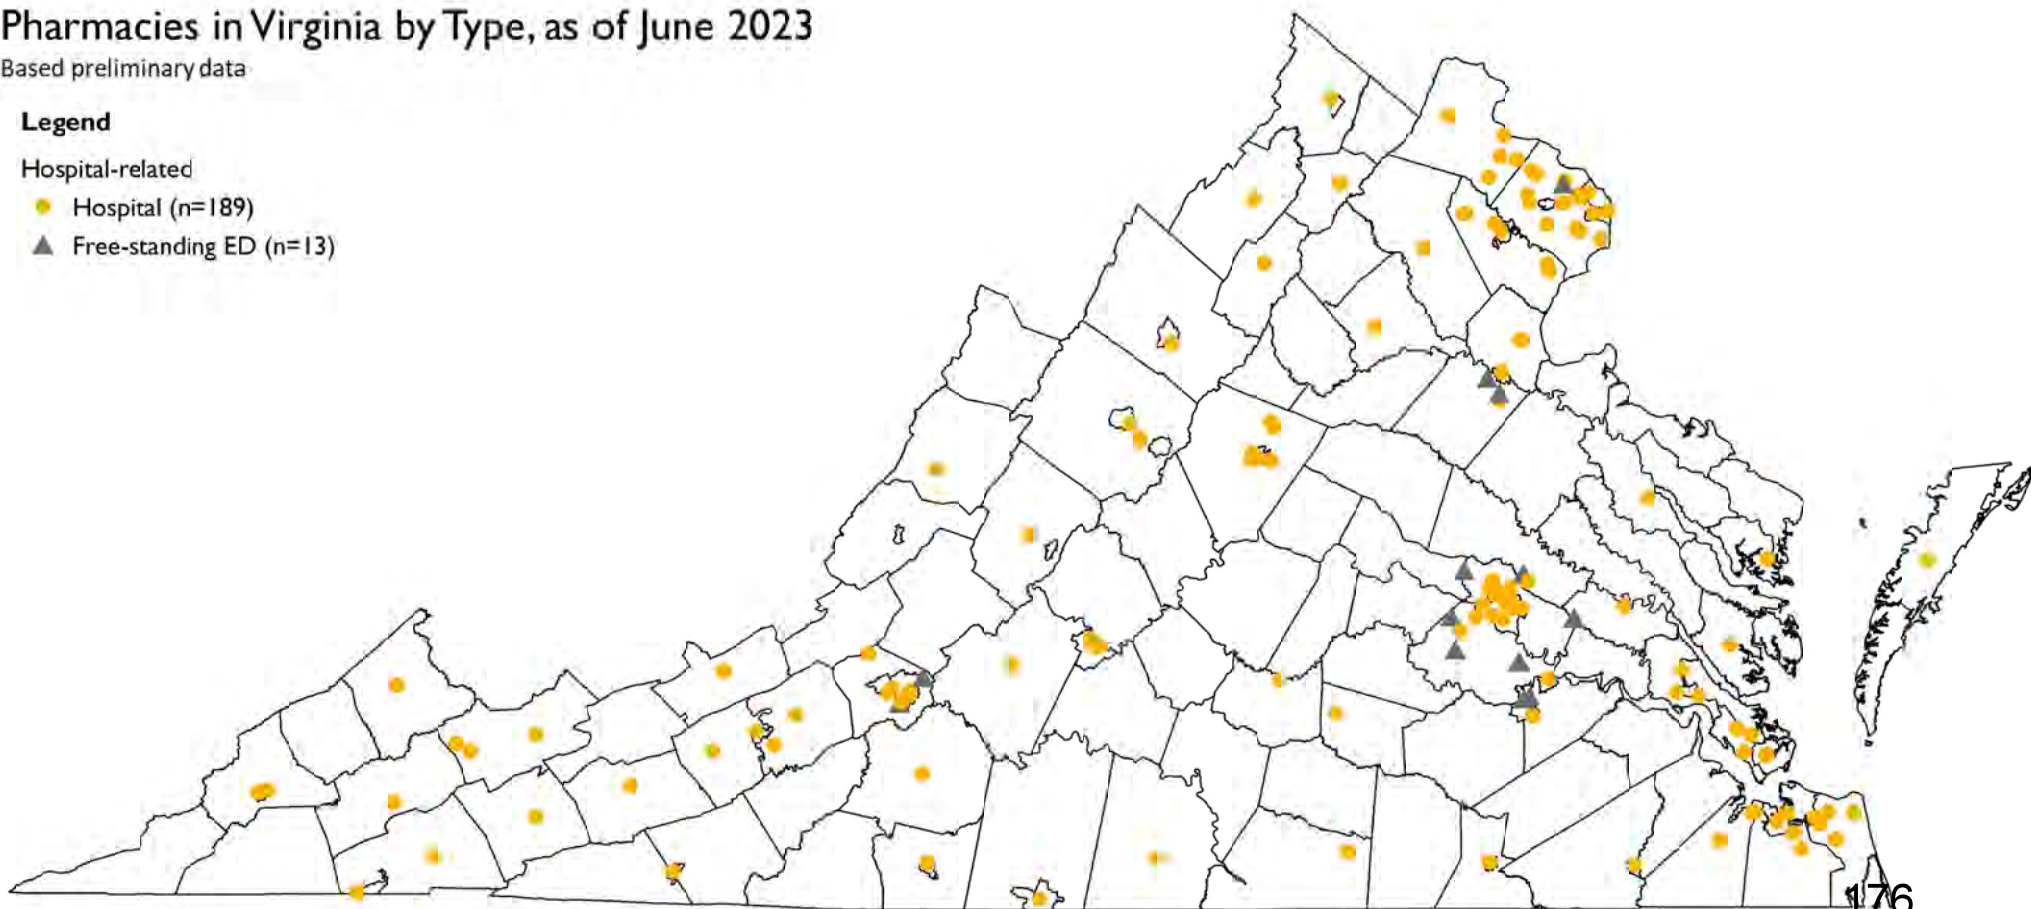 Pharmacies in Virginia by Type, as of June 2023
Based preliminary data
Legend
Hospital-related
Hospital (n=189)
Free-standing ED (n=13)
176